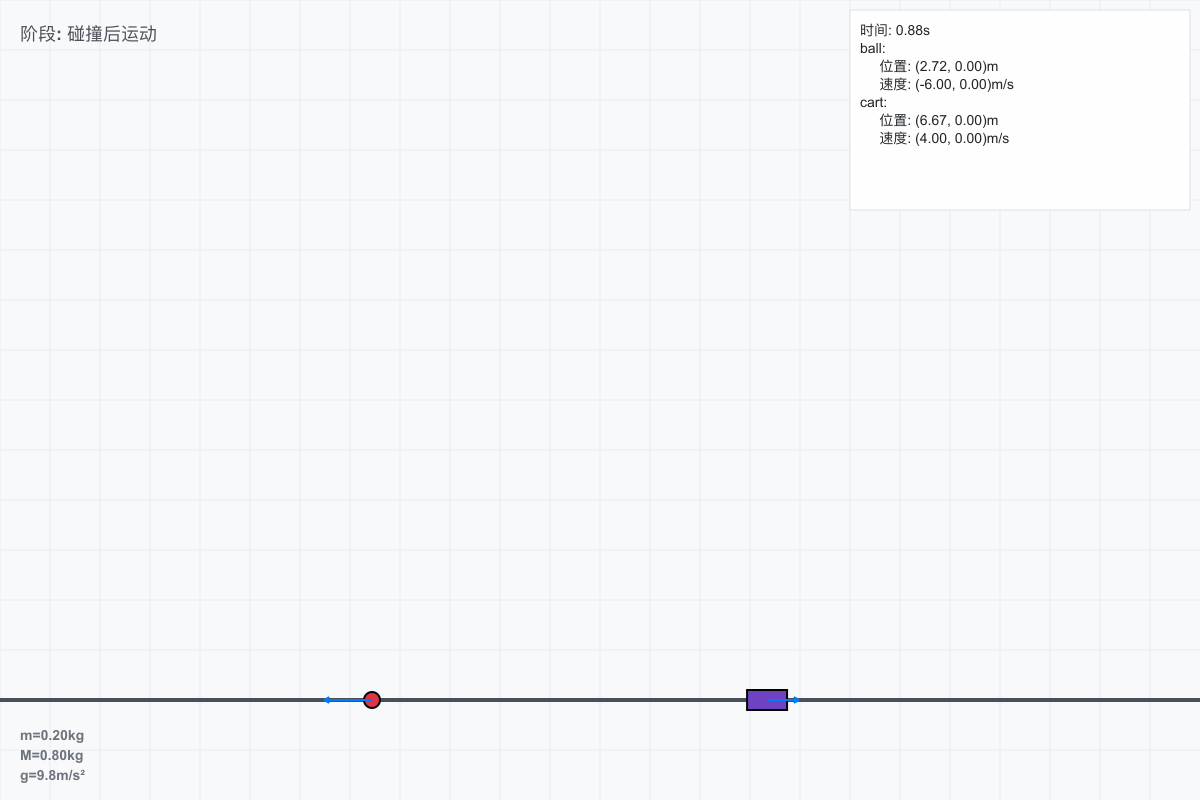 阶段: 碰撞后运动
时间: 0.88s
ball:
位置: (2.72, 0.00)m
速度: (-6.00, 0.00)m/s
cart:
位置: (6.67, 0.00)m
速度: (4.00, 0.00)m/s
m=0.20kg
M=0.80kg
g=9.8m/s²